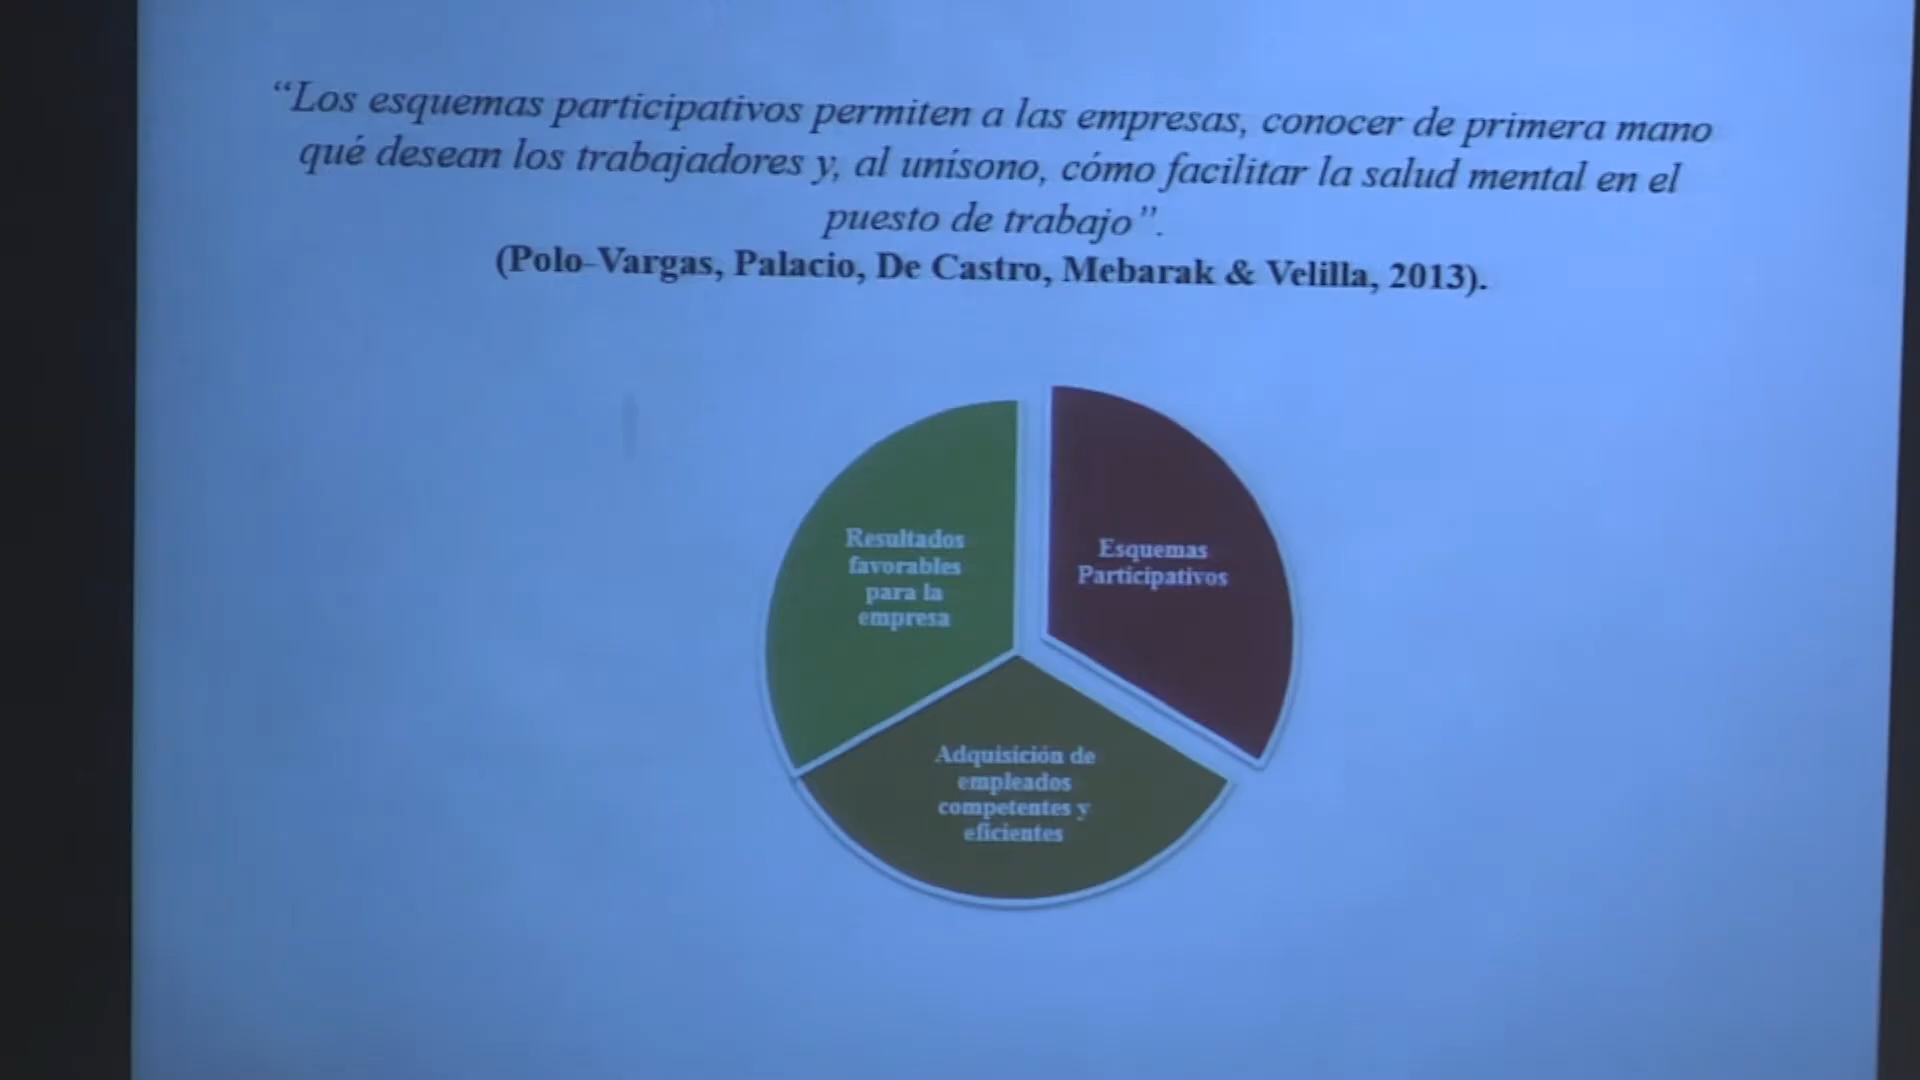 “Los esquemas participativos permiten a las empresas, conocer de primera mano
qué desean los trabajadores y, al unísono, cómo facilitar la salud mental en el
puesto de trabajo”.
(Polo-Vargas, Palacio, De Castro, Mebarak & Velilla, 2013).
Resultados
favorables
para la
empresa
Esquemas
Participativos
Adquisición de
empleados
competentes y
eficientes